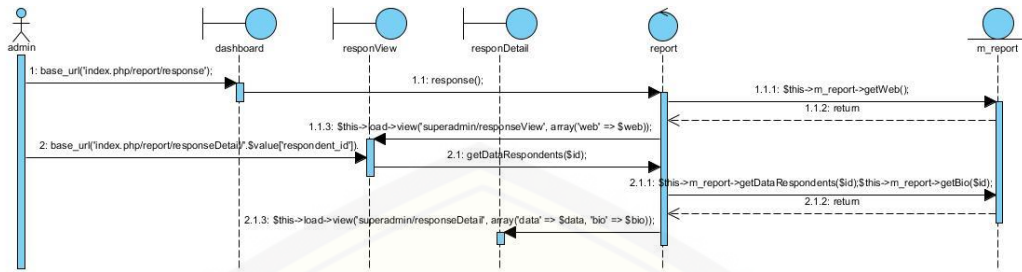 admin
dashboard
responView
responDetail
report
m_report
1: base_url('index.php/report/response');
1.1: response();
1.1.1: $this->m_report->getWeb();
1.1.2: return
1.1.3: $this->load->view("superadmin/responseView", array('web' => $web));
2: base_url('index.php/report/responseDetail/'.$value['respondent_id']).
2.1: getDataRespondents($id);
2.1.1: $this->m_report->getDataRespondents($id);$this->m_report->getBio($id);
2.1.2: return
2.1.3: $this->load->view("superadmin/responseDetail", array('data' => $data, 'bio' => $bio));